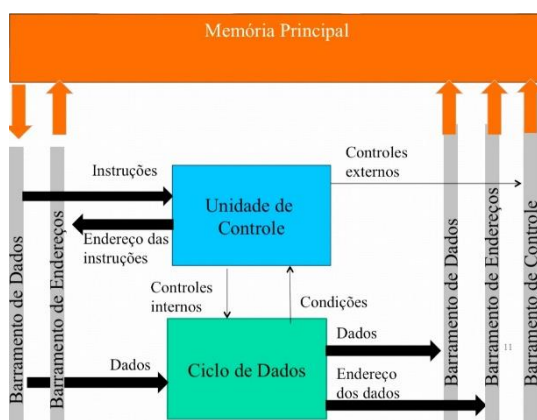 Memória Principal
Controles
externos
Instruções
Unidade de
Controle
Endereço das
instruções
Controles
internos
Condições
Dados
Ciclo de Dados
Dados
Endereço
dos dados
Barramento de Dados
Barramento de Endereços
Barramento de Dados
Barramento de Endereços
Barramento de Controle
11